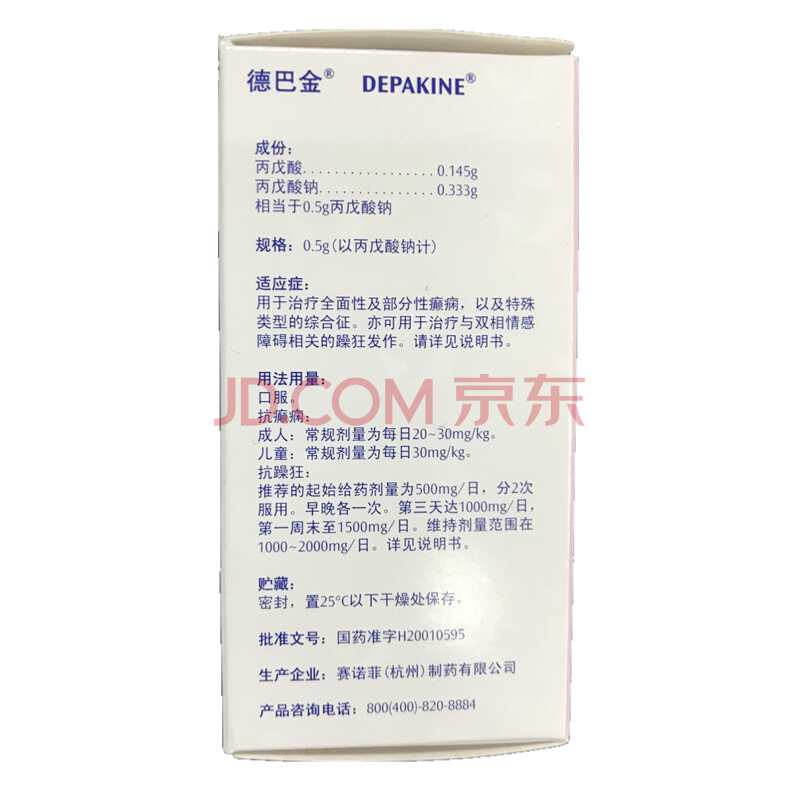 德巴金® DEPAKINE®
成份：
丙戊酸.................0.145g
丙戊酸钠...............0.333g
相当于0.5g丙戊酸钠
规格：0.5g(以丙戊酸钠计)
适应症：
用于治疗全面性及部分性癫痫，以及特殊
类型的综合征。亦可用于治疗与双相情感
障碍相关的躁狂发作。请详见说明书。
用法用量：
口服。
JD.COM 京东
抗癫痫：
成人：常规剂量为每日20~30mg/kg。
儿童：常规剂量为每日30mg/kg。
抗躁狂：
推荐的起始给药剂量为500mg/日，分2次
服用。早晚各一次。第三天达1000mg/日，
第一周末至1500mg/日。维持剂量范围在
1000~2000mg/日。详见说明书。
贮藏：
密封，置25°C以下干燥处保存。
批准文号：国药准字H20010595
生产企业：赛诺菲(杭州)制药有限公司
产品咨询电话：800(400)-820-8884